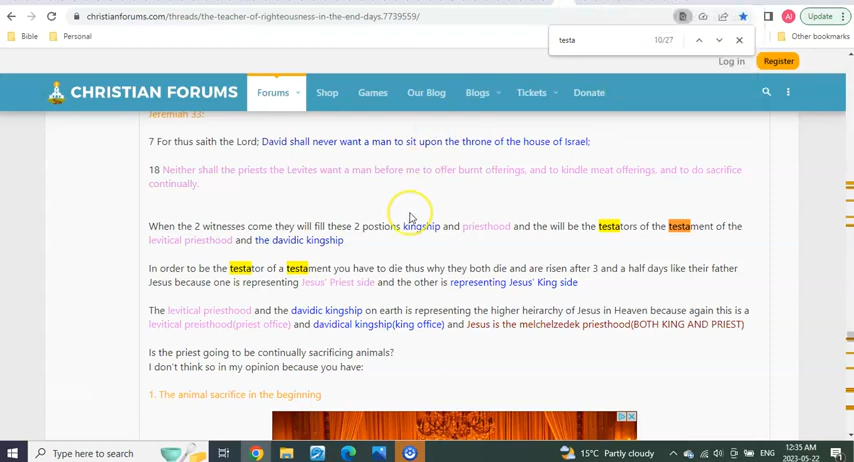 christianforums.com/threads/the-teacher-of-righteousness-in-the-end-days.7739559/
AI
Update
Bible
Personal
testa
10/27
Other bookmarks
Log in
Register
CHRISTIAN FORUMS
Forums
Shop
Games
Our Blog
Blogs
Tickets
Donate
Jeremiah 33:
7 For thus saith the Lord; David shall never want a man to sit upon the throne of the house of Israel;
18 Neither shall the priests the Levites want a man before me to offer burnt offerings, and to kindle meat offerings, and to do sacrifice
continually.
When the 2 witnesses come they will fill these 2 postions kingship and priesthood and the will be the testators of the testament of the
levitical priesthood and the davidic kingship
In order to be the testator of a testament you have to die thus why they both die and are risen after 3 and a half days like their father
Jesus because one is representing Jesus' Priest side and the other is representing Jesus' King side
The levitical priesthood and the davidic kingship on earth is representing the higher heirarchy of Jesus in Heaven because again this is a
levitical preisthood(priest office) and davidical kingship(king office) and Jesus is the melchelzedek priesthood(BOTH KING AND PRIEST)
Is the priest going to be continually sacrificing animals?
I don't think so in my opinion because you have:
1. The animal sacrifice in the beginning
Type here to search
15°C Partly cloudy
ENG
12:35 AM
2023-05-22